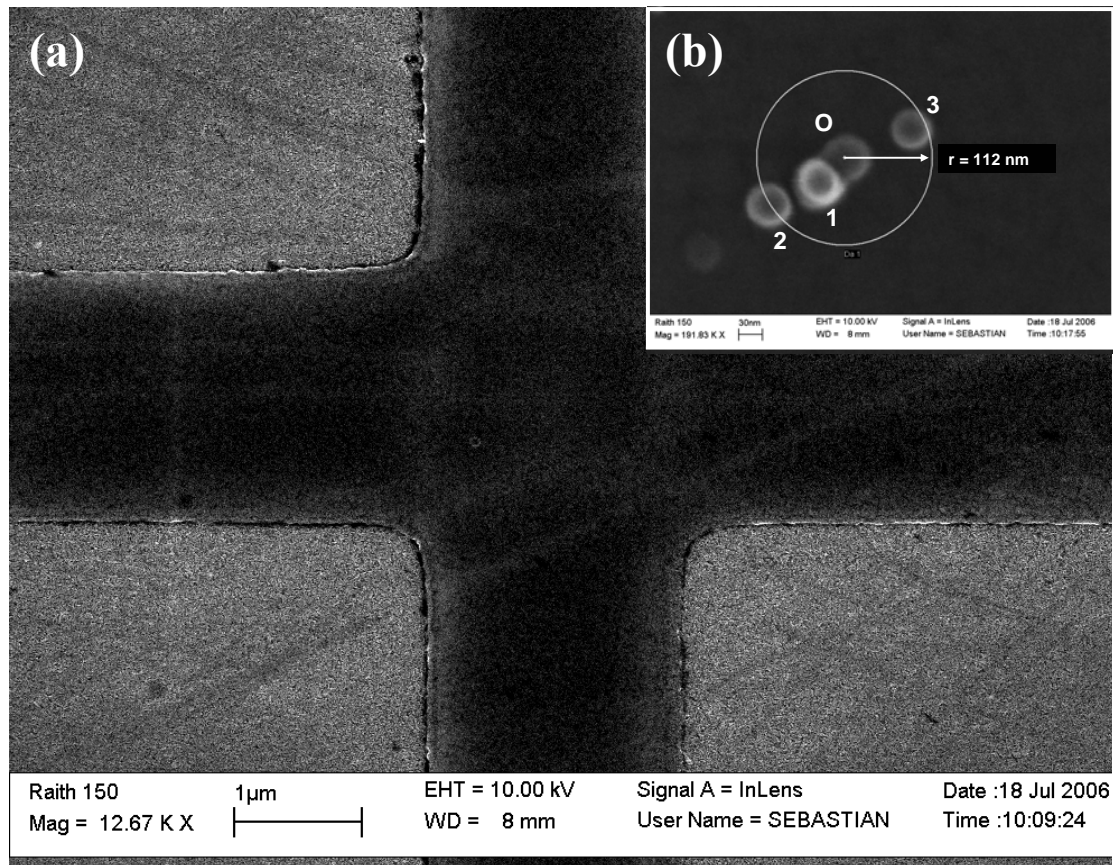 (a)
(b)
O
3
r = 112 nm
1
2
Da 1
Raith 150
Mag = 191.83 K X
30nm
EHT = 10.00 kV
WD = 8 mm
Signal A = InLens
User Name = SEBASTIAN
Date :18 Jul 2006
Time :10:17:55
Raith 150
Mag = 12.67 K X
1µm
EHT = 10.00 kV
WD = 8 mm
Signal A = InLens
User Name = SEBASTIAN
Date :18 Jul 2006
Time :10:09:24